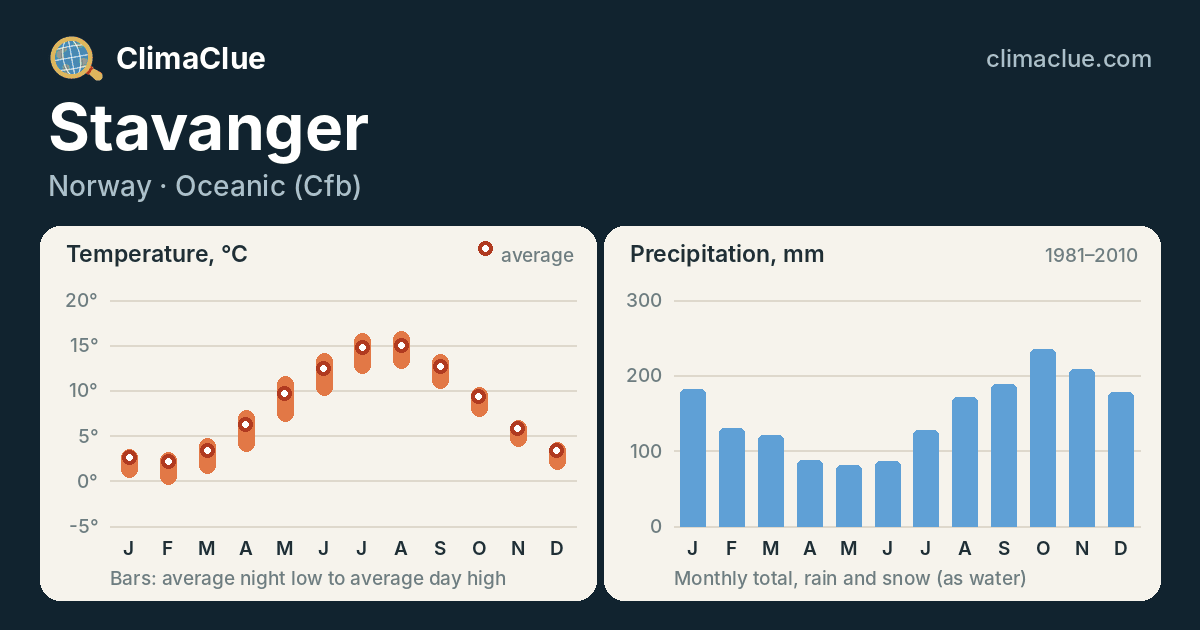 ClimaClue
climaclue.com
Stavanger
Norway · Oceanic (Cfb)
Temperature, °C
average
20°
15°
10°
5°
0°
-5°
J F M A M J J A S O N D
Bars: average night low to average day high
Precipitation, mm
1981–2010
300
200
100
0
J F M A M J J A S O N D
Monthly total, rain and snow (as water)